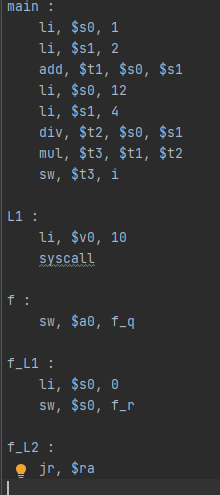 main :
li, $s0, 1
li, $s1, 2
add, $t1, $s0, $s1
li, $s0, 12
li, $s1, 4
div, $t2, $s0, $s1
mul, $t3, $t1, $t2
sw, $t3, i
L1 :
li, $v0, 10
syscall
f :
sw, $a0, f_q
f_L1 :
li, $s0, 0
sw, $s0, f_r
f_L2 :
jr, $ra